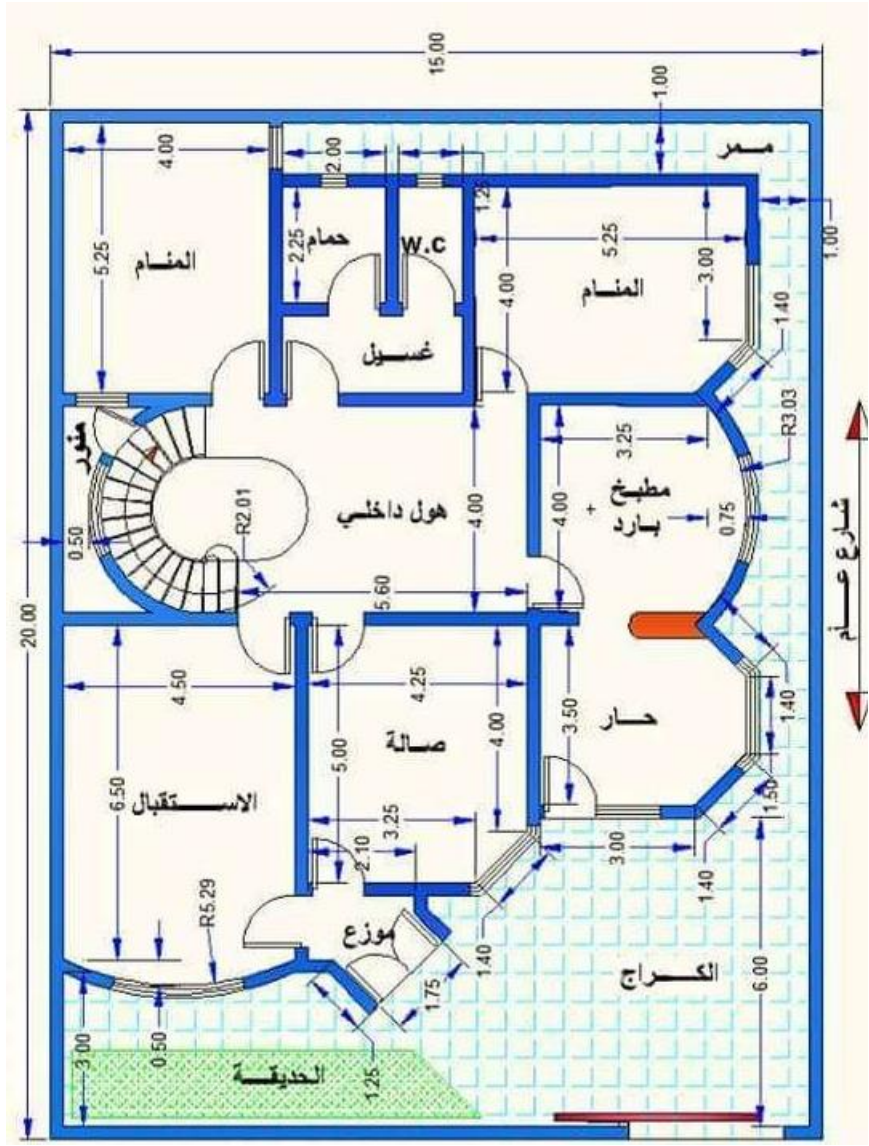 15.00
20.00
1.00
ممر
4.00
2.00
1.25
5.25
المنام
2.25
حمام
w.c
4.00
5.25
3.00
المنام
1.00
1.40
غسيل
منور
0.50
R2.01
هول داخلي
4.00
5.60
4.00
3.25
مطبخ
بارد
+
0.75
R3.03
شارع عام
4.50
6.50
الاستقبال
4.25
5.00
صالة
4.00
3.25
2.10
3.50
حار
1.40
1.50
3.00
1.40
R5.29
موزع
1.40
1.75
1.25
3.00
0.50
الحديقة
الكراج
6.00